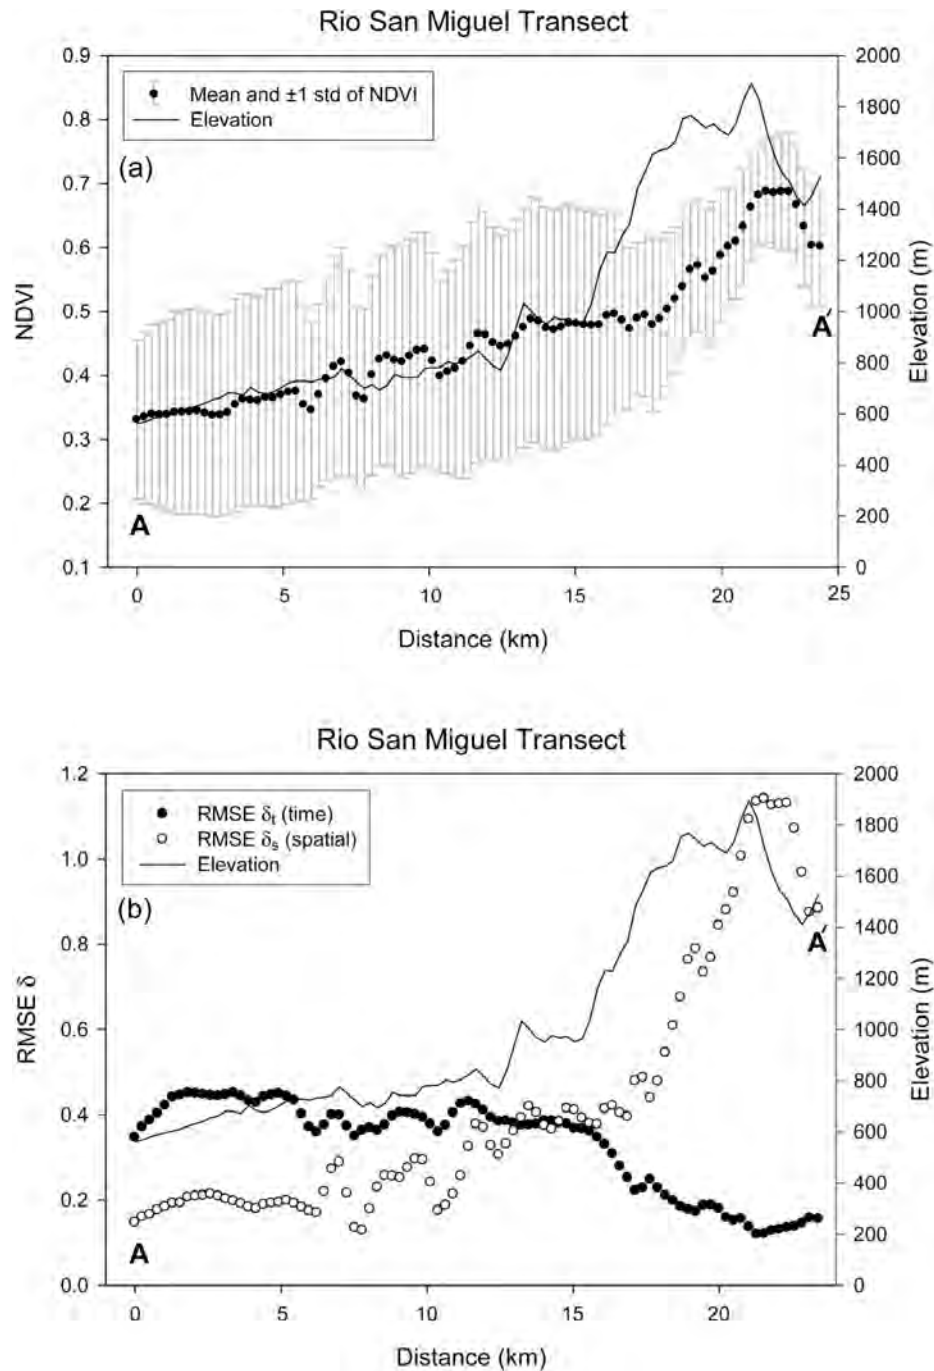 Rio San Miguel Transect
0.9
0.8
0.7
0.6
0.5
0.4
0.3
0.2
0.1
NDVI
Mean and ±1 std of NDVI
Elevation
(a)
A
A′
2000
1800
1600
1400
1200
1000
800
600
400
200
0
Elevation (m)
0 5 10 15 20 25
Distance (km)
Rio San Miguel Transect
1.2
1.0
0.8
0.6
0.4
0.2
0.0
RMSE δ
RMSE δt (time)
RMSE δs (spatial)
Elevation
(b)
A
A′
2000
1800
1600
1400
1200
1000
800
600
400
200
0
Elevation (m)
0 5 10 15 20
Distance (km)